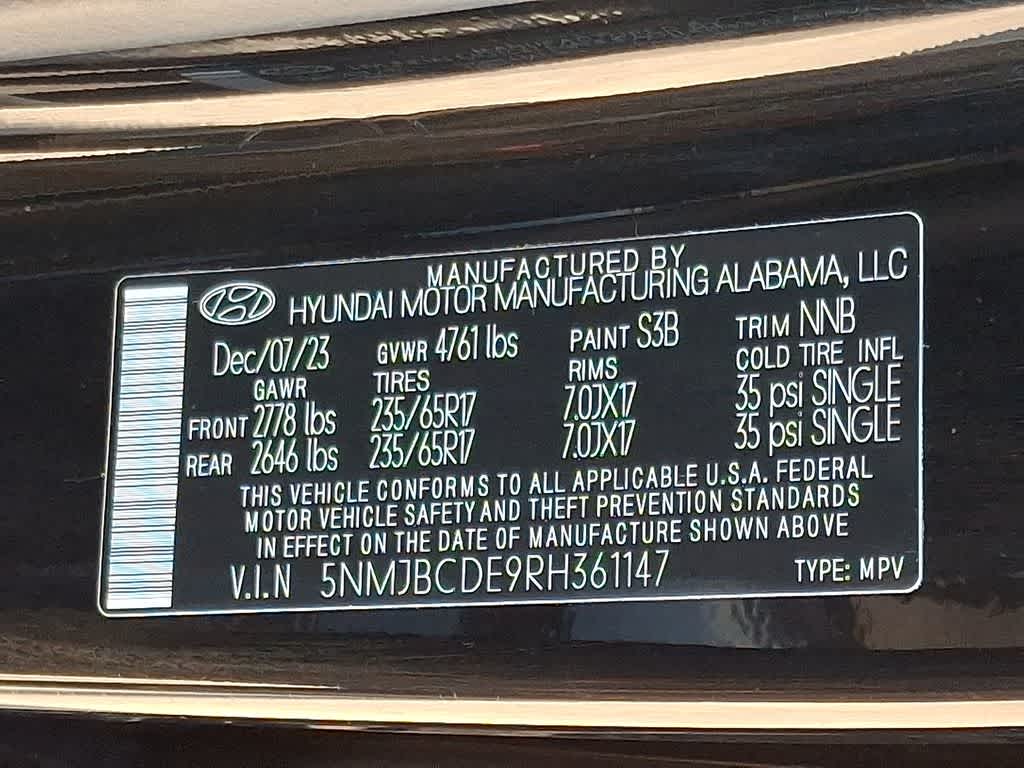 MANUFACTURED BY
HYUNDAI MOTOR MANUFACTURING ALABAMA, LLC
Dec/07/23 GVWR 4761 lbs PAINT S3B TRIM NNB
GAWR TIRES RIMS COLD TIRE INFL
FRONT 2778 lbs 235/65R17 7.0JX17 35 psi SINGLE
REAR 2646 lbs 235/65R17 7.0JX17 35 psi SINGLE
THIS VEHICLE CONFORMS TO ALL APPLICABLE U.S.A. FEDERAL
MOTOR VEHICLE SAFETY AND THEFT PREVENTION STANDARDS
IN EFFECT ON THE DATE OF MANUFACTURE SHOWN ABOVE
V.I.N 5NMJBCDE9RH361147 TYPE: MPV